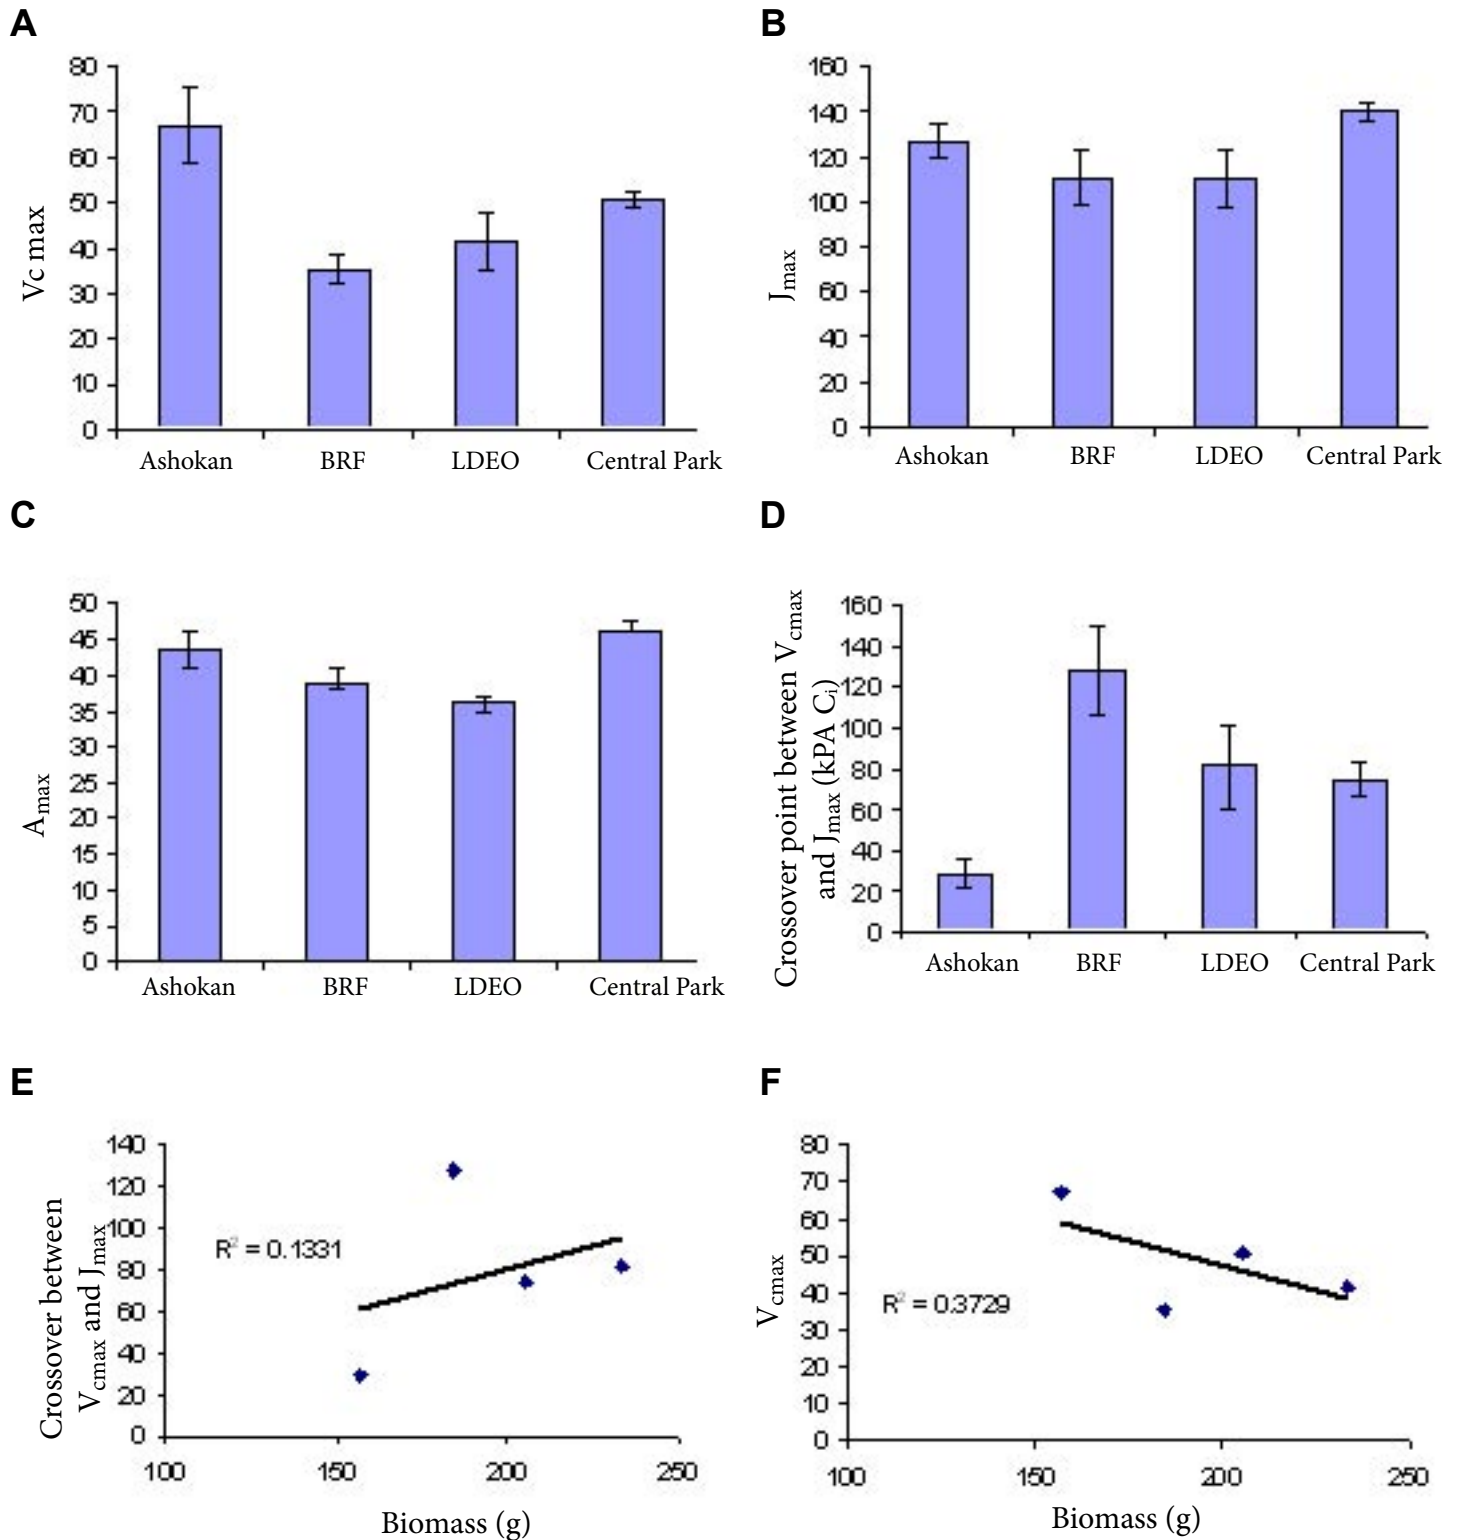 A
80
70
60
50
40
30
20
10
0
Vc max
Ashokan BRF LDEO Central Park
B
160
140
120
100
80
60
40
20
0
Jmax
Ashokan BRF LDEO Central Park
C
50
45
40
35
30
25
20
15
10
5
0
Amax
Ashokan BRF LDEO Central Park
D
160
140
120
100
80
60
40
20
0
Crossover point between Vcmax
and Jmax (kPA Ci)
Ashokan BRF LDEO Central Park
E
140
120
100
80
60
40
20
0
Crossover between
Vcmax and Jmax
R² = 0.1331
100 150 200 250
Biomass (g)
F
80
70
60
50
40
30
20
10
0
Vcmax
R² = 0.3729
100 150 200 250
Biomass (g)